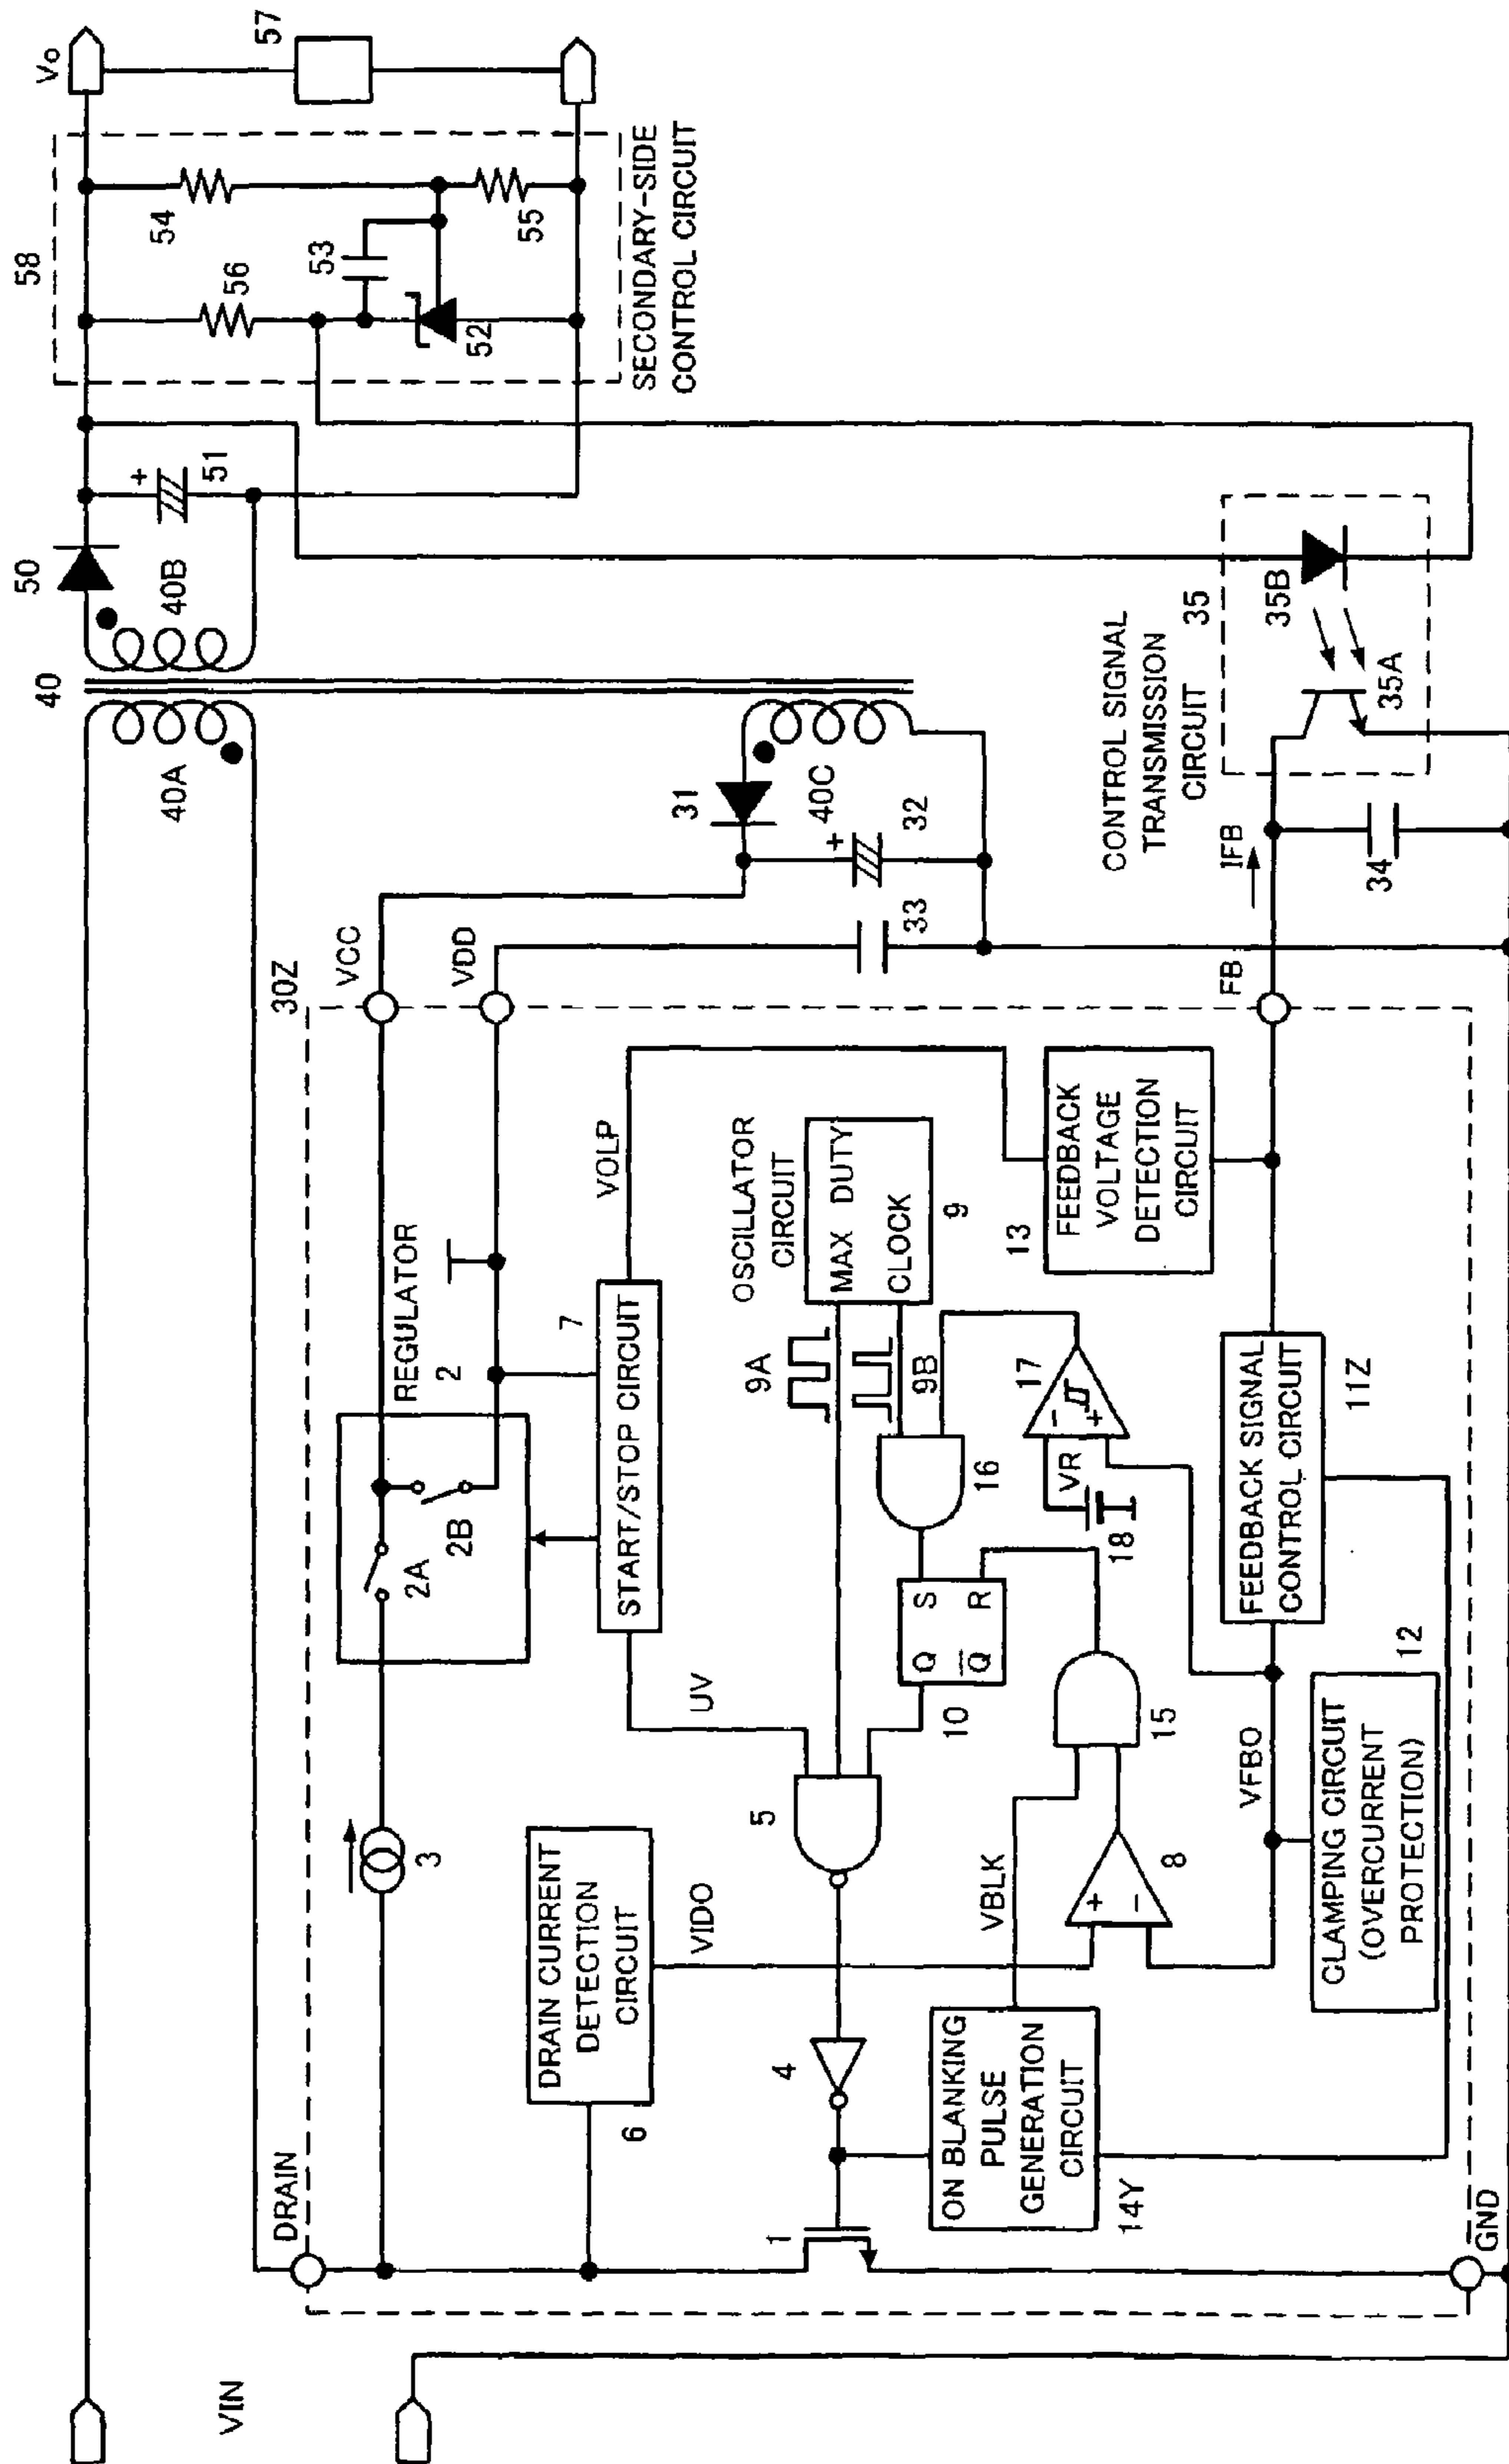 VIN
40
50
58
Vo
57
40A
40B
51
56
54
53
52
55
SECONDARY-SIDE
CONTROL CIRCUIT
DRAIN
30Z
VCC
VDD
31
40C
32
33
3
2A
2B
REGULATOR
2
DRAIN CURRENT
DETECTION
CIRCUIT
6
VIDO
UV
START/STOP CIRCUIT
7
VOLP
1
4
5
9A
9B
OSCILLATOR
CIRCUIT
MAX DUTY
CLOCK
9
ON BLANKING
PULSE
GENERATION
CIRCUIT
14Y
VBLK
+
−
8
15
10
Q
S
Q
R
16
17
−
+
VR
18
13
FEEDBACK
VOLTAGE
DETECTION
CIRCUIT
VFBO
CLAMPING CIRCUIT
(OVERCURRENT
PROTECTION)
12
FEEDBACK SIGNAL
CONTROL CIRCUIT
11Z
FB
IFB
34
CONTROL SIGNAL
TRANSMISSION
CIRCUIT
35
35B
35A
GND
+
+